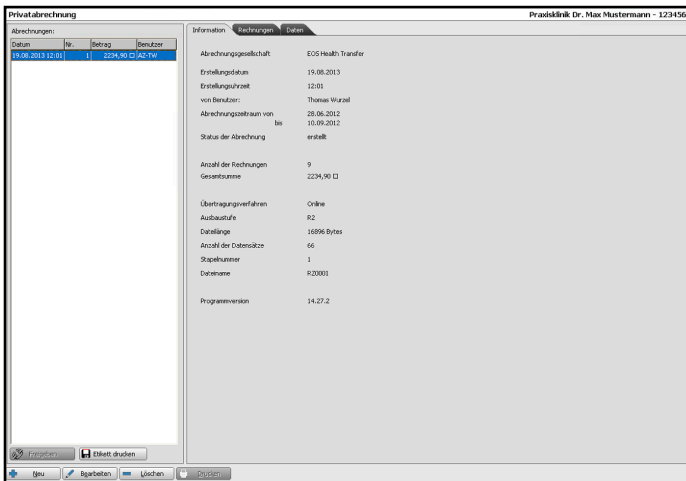 Privatabrechnung Praxisklinik Dr. Max Mustermann - 123456
Abrechnungen:
Datum Nr. Betrag Benutzer
19.08.2013 12:01 1 2234,90 □ AZ-TW
Information Rechnungen Daten
Abrechnungsgesellschaft EOS Health Transfer
Erstellungsdatum 19.08.2013
Erstellungsuhrzeit 12:01
von Benutzer: Thomas Wurzel
Abrechnungszeitraum von 28.06.2012
bis 10.09.2012
Status der Abrechnung erstellt
Anzahl der Rechnungen 9
Gesamtsumme 2234,90 □
Übertragungsverfahren Online
Ausbaustufe R2
Dateilänge 16896 Bytes
Anzahl der Datensätze 66
Stapelnummer 1
Dateiname R20001
Programmversion 14.27.2
Freigeben Etikett drucken
Neu Bearbeiten Löschen Drucken